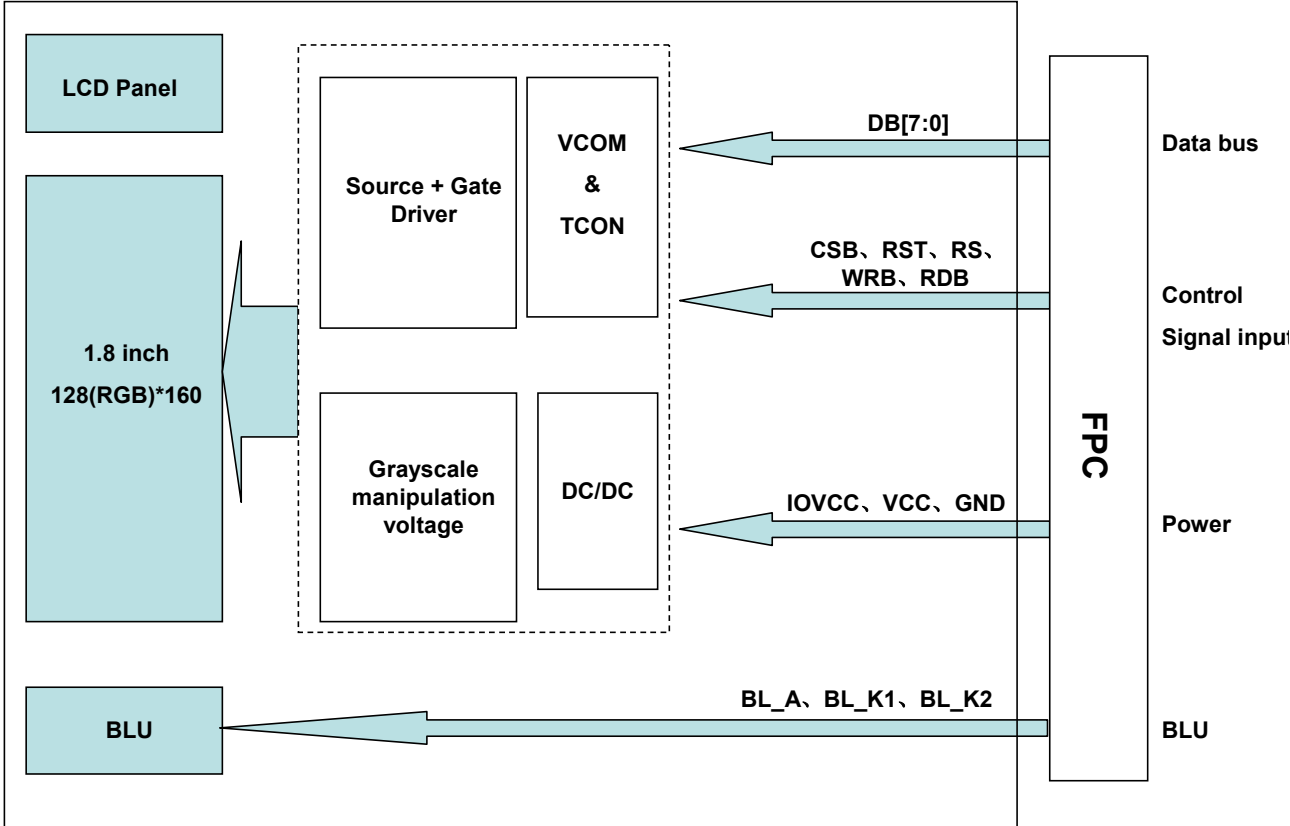 LCD Panel
1.8 inch
128(RGB)*160
BLU
Source + Gate
Driver
VCOM
&
TCON
Grayscale
manipulation
voltage
DC/DC
DB[7:0]
CSB、RST、RS、
WRB、RDB
IOVCC、VCC、GND
BL_A、BL_K1、BL_K2
FPC
Data bus
Control
Signal input
Power
BLU